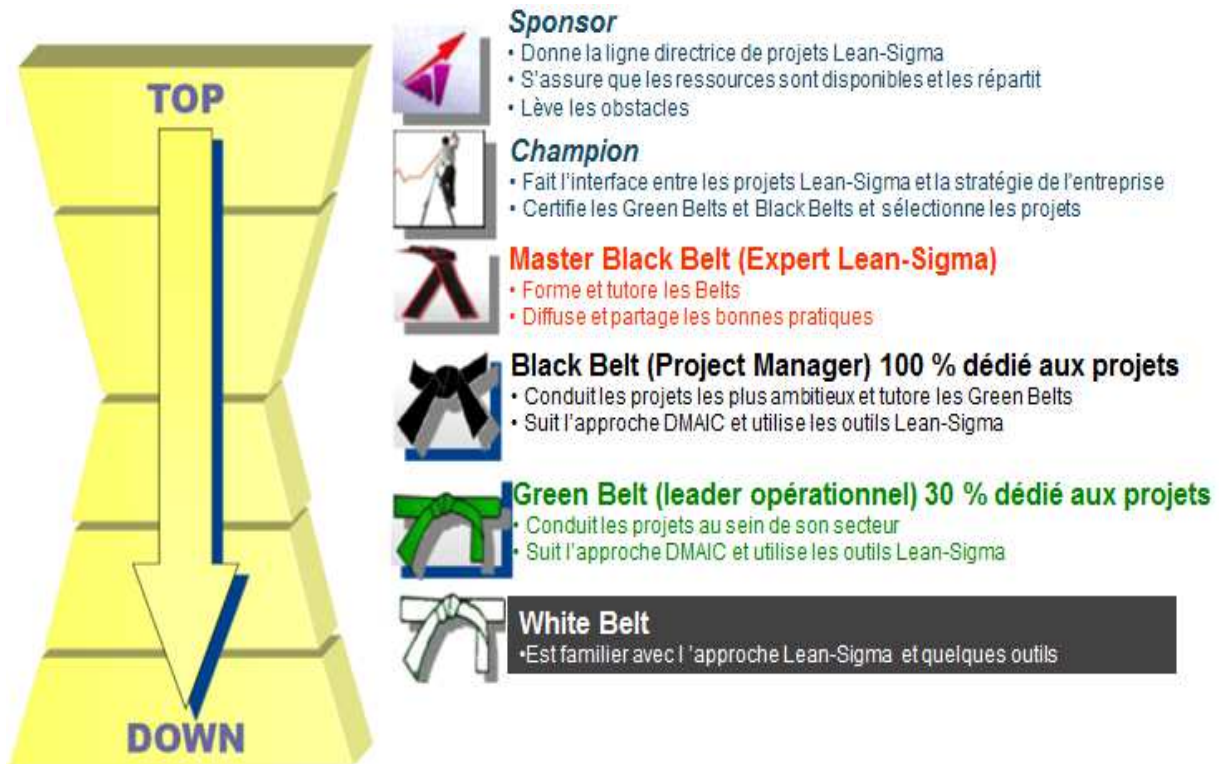 TOP
DOWN
Sponsor
• Donne la ligne directrice de projets Lean-Sigma
• S'assure que les ressources sont disponibles et les répartit
• Lève les obstacles
Champion
• Fait l'interface entre les projets Lean-Sigma et la stratégie de l'entreprise
• Certifie les Green Belts et Black Belts et sélectionne les projets
Master Black Belt (Expert Lean-Sigma)
• Forme et tutore les Belts
• Diffuse et partage les bonnes pratiques
Black Belt (Project Manager) 100 % dédié aux projets
• Conduit les projets les plus ambitieux et tutore les Green Belts
• Suit l'approche DMAIC et utilise les outils Lean-Sigma
Green Belt (leader opérationnel) 30 % dédié aux projets
• Conduit les projets au sein de son secteur
• Suit l'approche DMAIC et utilise les outils Lean-Sigma
White Belt
•Est familier avec l 'approche Lean-Sigma et quelques outils